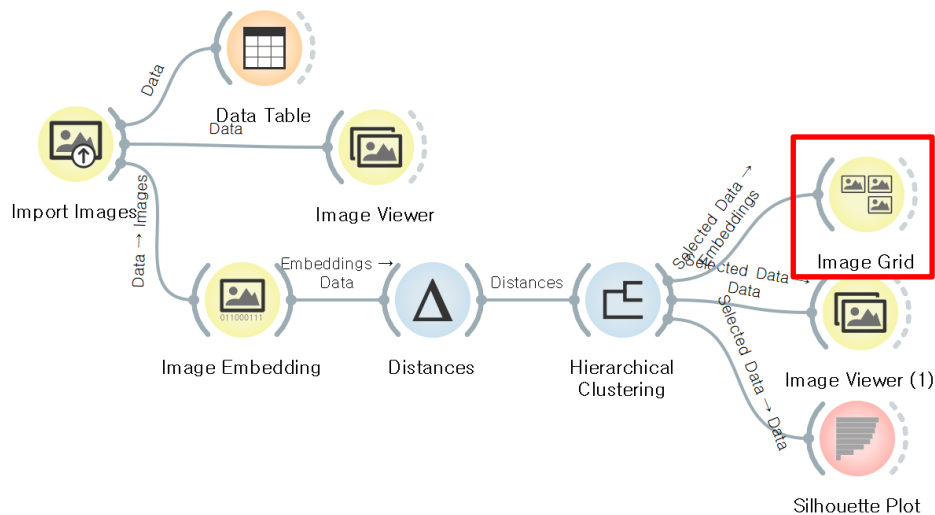 Data
Data Table
Data
Import Images
Image Viewer
Data → Images
Selected Data →
Embeddings
Image Grid
Embeddings →
Data
Distances
Selected Data →
Data
011000111
Image Embedding
Distances
Hierarchical
Clustering
Image Viewer (1)
Selected Data → Data
Silhouette Plot